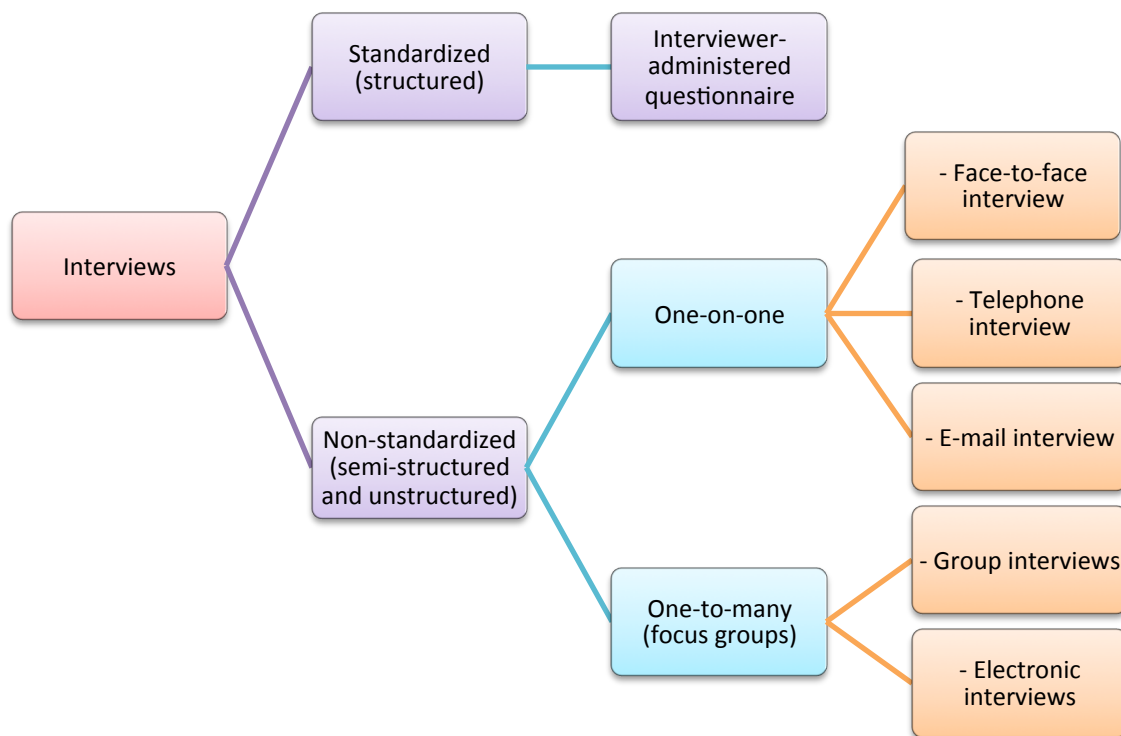 Standardized
(structured)
Interviewer-
administered
questionnaire
- Face-to-face
interview
Interviews
One-on-one
- Telephone
interview
- E-mail interview
Non-standardized
(semi-structured
and unstructured)
- Group interviews
One-to-many
(focus groups)
- Electronic
interviews